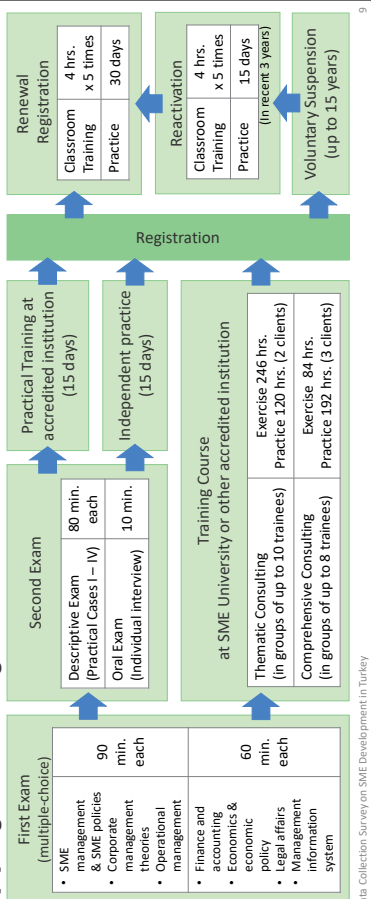 First Exam
(multiple-choice)
• SME
management
& SME policies
• Corporate
management
theories
• Operational
management
90
min.
each
• Finance and
accounting
• Economics &
economic
policy
• Legal affairs
• Management
information
system
60
min.
each
Second Exam
Descriptive Exam
(Practical Cases I – IV)
80 min.
each
Oral Exam
(Individual interview)
10 min.
Practical Training at
accredited institution
(15 days)
Independent practice
(15 days)
Training Course
at SME University or other accredited institution
Thematic Consulting
(in groups of up to 10 trainees)
Exercise 246 hrs.
Practice 120 hrs. (2 clients)
Comprehensive Consulting
(in groups of up to 8 trainees)
Exercise 84 hrs.
Practice 192 hrs. (3 clients)
Registration
Renewal
Registration
Classroom
Training
4 hrs.
x 5 times
Practice
30 days
Reactivation
Classroom
Training
4 hrs.
x 5 times
Practice
15 days
(In recent 3 years)
Voluntary Suspension
(up to 15 years)
Collection Survey on SME Development in Turkey
9